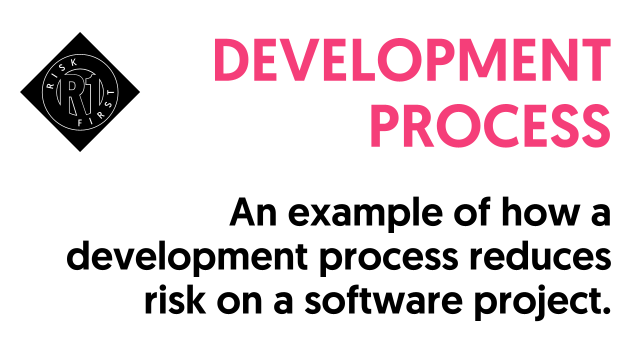 RISK
R1
FIRST
DEVELOPMENT
PROCESS
An example of how a
development process reduces
risk on a software project.